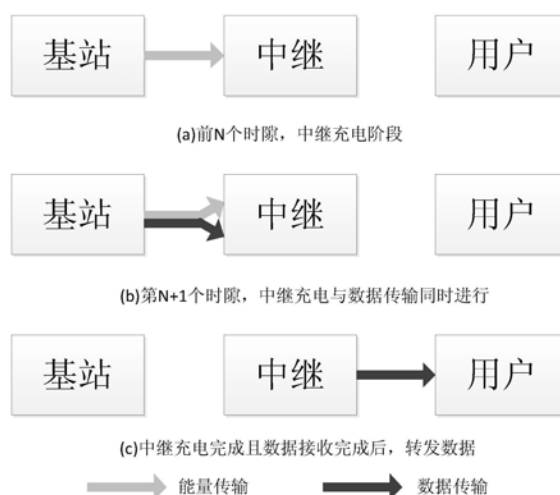 基站 中继 用户
(a)前N个时隙，中继充电阶段
基站 中继 用户
(b)第N+1个时隙，中继充电与数据传输同时进行
基站 中继 用户
(c)中继充电完成且数据接收完成后，转发数据
能量传输 数据传输